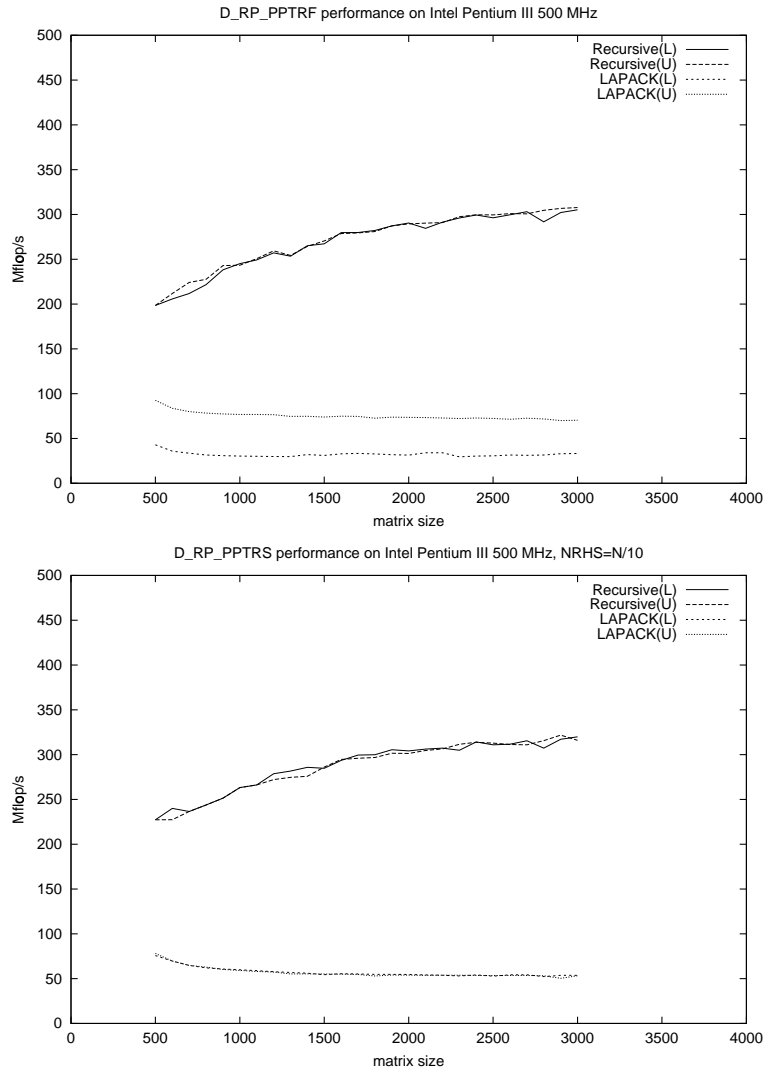 D_RP_PPTRF performance on Intel Pentium III 500 MHz
500
450
400
350
300
250
200
150
100
50
0
Mflop/s
Recursive(L)
Recursive(U)
LAPACK(L)
LAPACK(U)
0 500 1000 1500 2000 2500 3000 3500 4000
matrix size
D_RP_PPTRS performance on Intel Pentium III 500 MHz, NRHS=N/10
500
450
400
350
300
250
200
150
100
50
0
Mflop/s
Recursive(L)
Recursive(U)
LAPACK(L)
LAPACK(U)
0 500 1000 1500 2000 2500 3000 3500 4000
matrix size